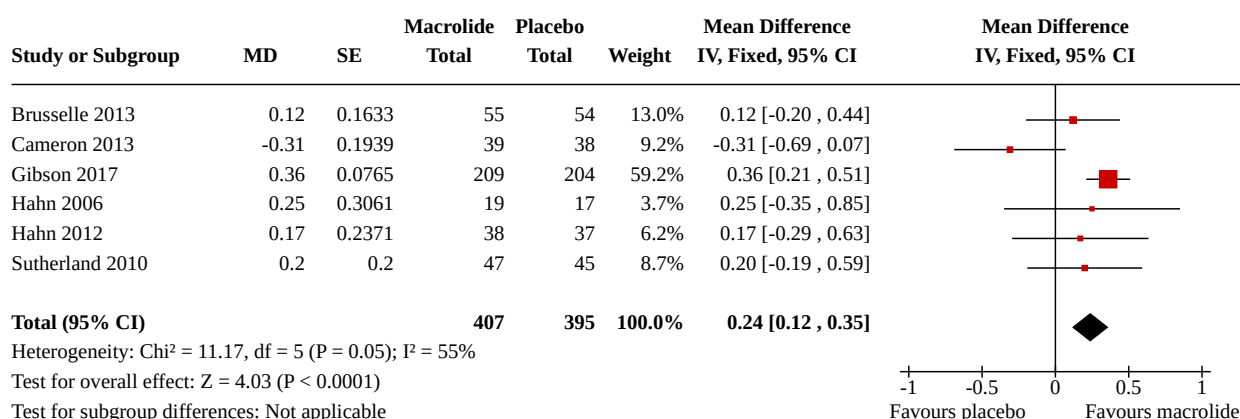 Macrolide Placebo Mean Difference Mean Difference
Study or Subgroup MD SE Total Total Weight IV, Fixed, 95% CI IV, Fixed, 95% CI
Brusselle 2013 0.12 0.1633 55 54 13.0% 0.12 [-0.20 , 0.44]
Cameron 2013 -0.31 0.1939 39 38 9.2% -0.31 [-0.69 , 0.07]
Gibson 2017 0.36 0.0765 209 204 59.2% 0.36 [0.21 , 0.51]
Hahn 2006 0.25 0.3061 19 17 3.7% 0.25 [-0.35 , 0.85]
Hahn 2012 0.17 0.2371 38 37 6.2% 0.17 [-0.29 , 0.63]
Sutherland 2010 0.2 0.2 47 45 8.7% 0.20 [-0.19 , 0.59]
Total (95% CI) 407 395 100.0% 0.24 [0.12 , 0.35]
Heterogeneity: Chi² = 11.17, df = 5 (P = 0.05); I² = 55%
Test for overall effect: Z = 4.03 (P < 0.0001)
-1 -0.5 0 0.5 1
Test for subgroup differences: Not applicable Favours placebo Favours macrolide